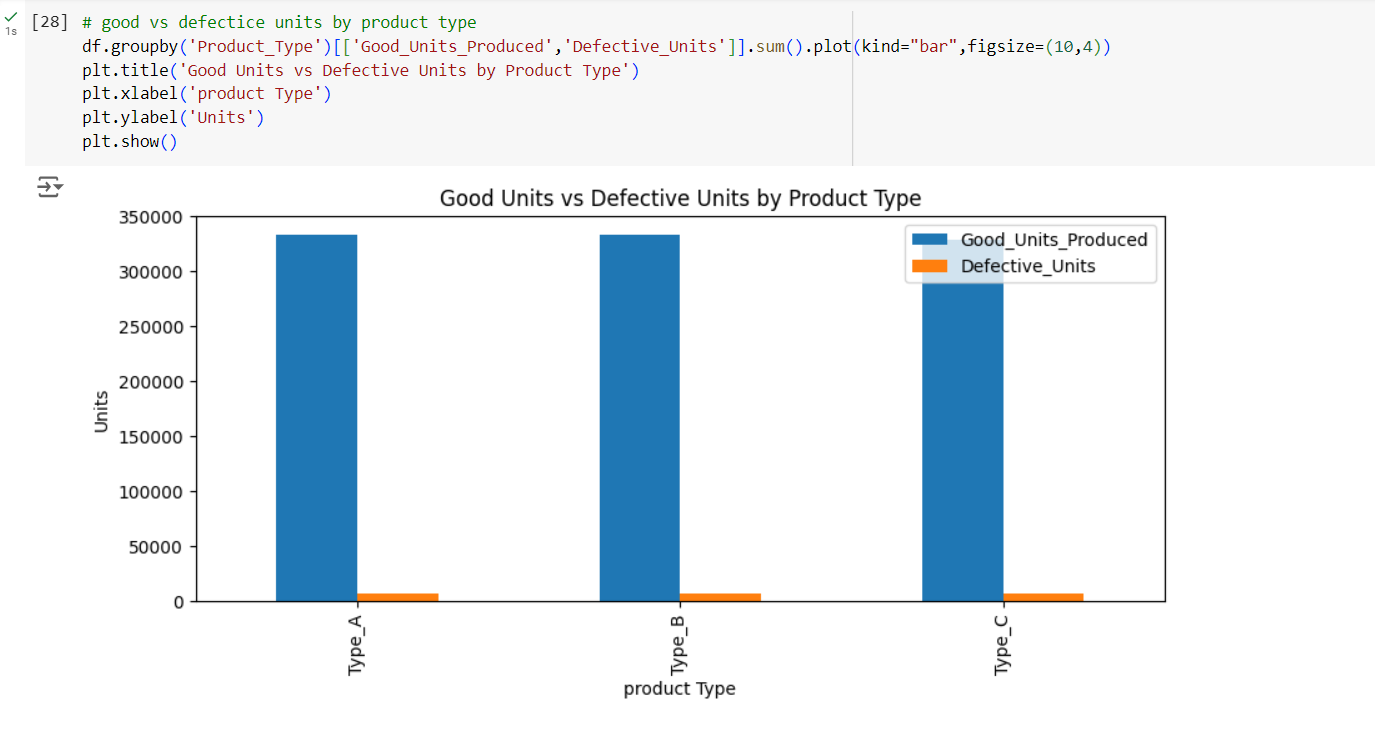 [28] # good vs defectice units by product type
1s
df.groupby('Product_Type')[['Good_Units_Produced','Defective_Units']].sum().plot(kind="bar",figsize=(10,4))
plt.title('Good Units vs Defective Units by Product Type')
plt.xlabel('product Type')
plt.ylabel('Units')
plt.show()
Good Units vs Defective Units by Product Type
350000
300000
250000
200000
150000
100000
50000
0
Units
Good_Units_Produced
Defective_Units
Type_A
Type_B
Type_C
product Type